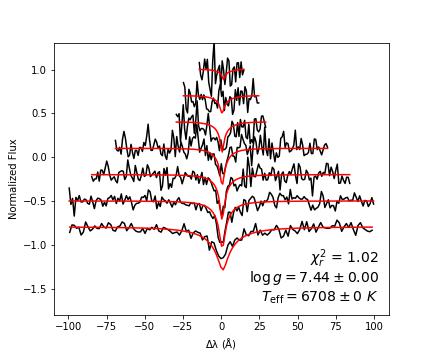 Normalized Flux
1.0
0.5
0.0
−0.5
−1.0
−1.5
χ²ᵣ = 1.02
log g = 7.44 ± 0.00
T_eff = 6708 ± 0 K
−100 −75 −50 −25 0 25 50 75 100
Δλ (Å)